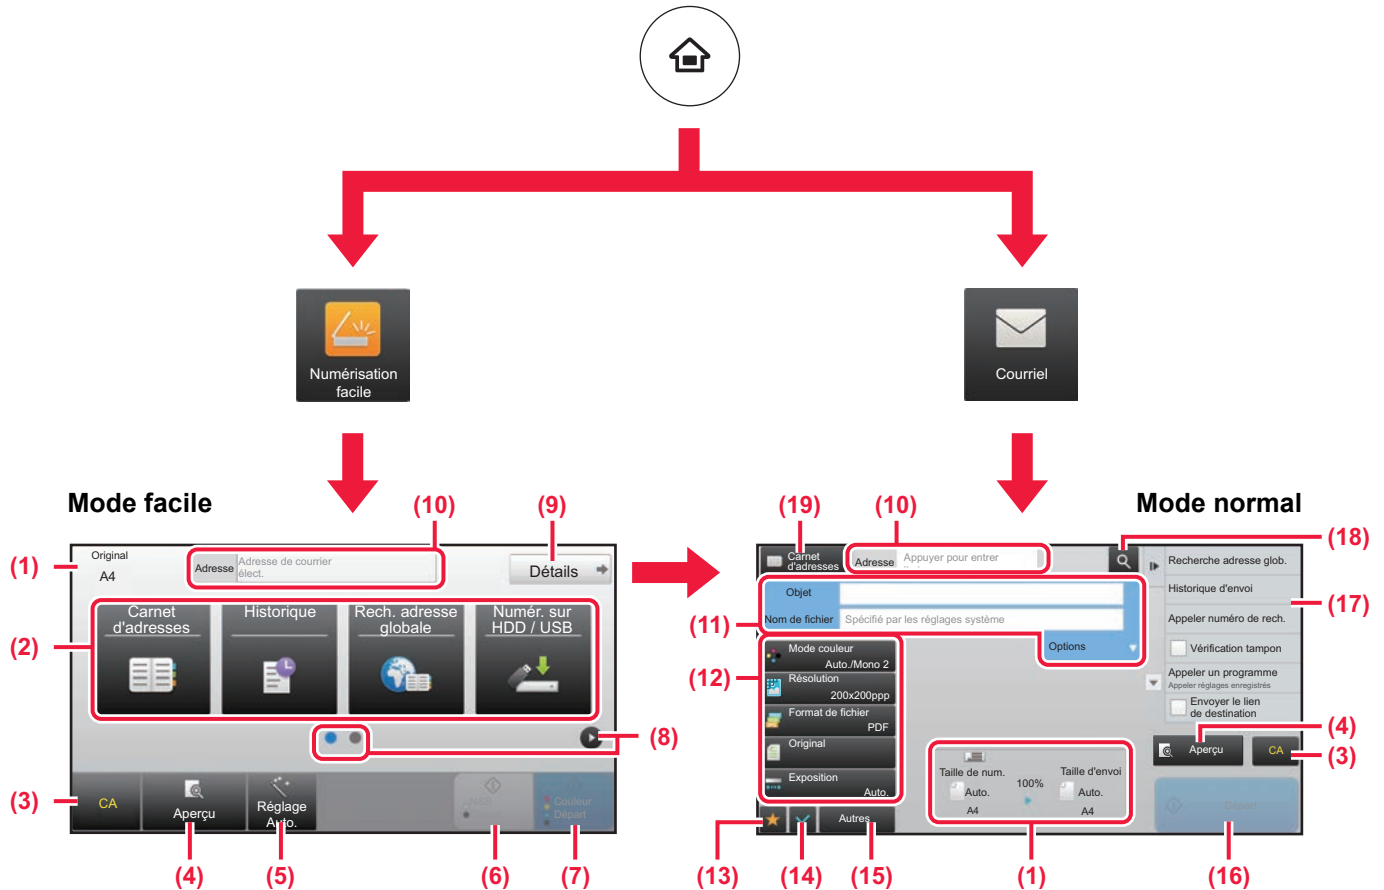 Numérisation
facile
Courriel
Mode facile
(10)
(9)
(19)
(10)
Mode normal
(18)
(1)
Original
A4
Adresse
Adresse de courrier
élect.
Détails
(2)
Carnet
d'adresses
Historique
Rech. adresse
globale
Numér. sur
HDD / USB
(8)
(3)
CA
Aperçu
Réglage
Auto.
N&B
Départ
Couleur
Départ
(4)
(5)
(6)
(7)
Carnet
d'adresses
Adresse
Appuyer pour entrer
Recherche adresse glob.
Objet
Historique d'envoi
(17)
(11)
Nom de fichier
Spécifié par les réglages système
Appeler numéro de rech.
Options
Vérification tampon
(12)
Mode couleur
Auto./Mono 2
Résolution
200x200ppp
Appeler un programme
Appeler réglages enregistrés
Format de fichier
PDF
Envoyer le lien
de destination
Original
(4)
Aperçu
CA
(3)
Exposition
Auto.
Taille de num.
Auto.
A4
100%
Taille d'envoi
Auto.
A4
Autres
Départ
(13)
(14)
(15)
(1)
(16)